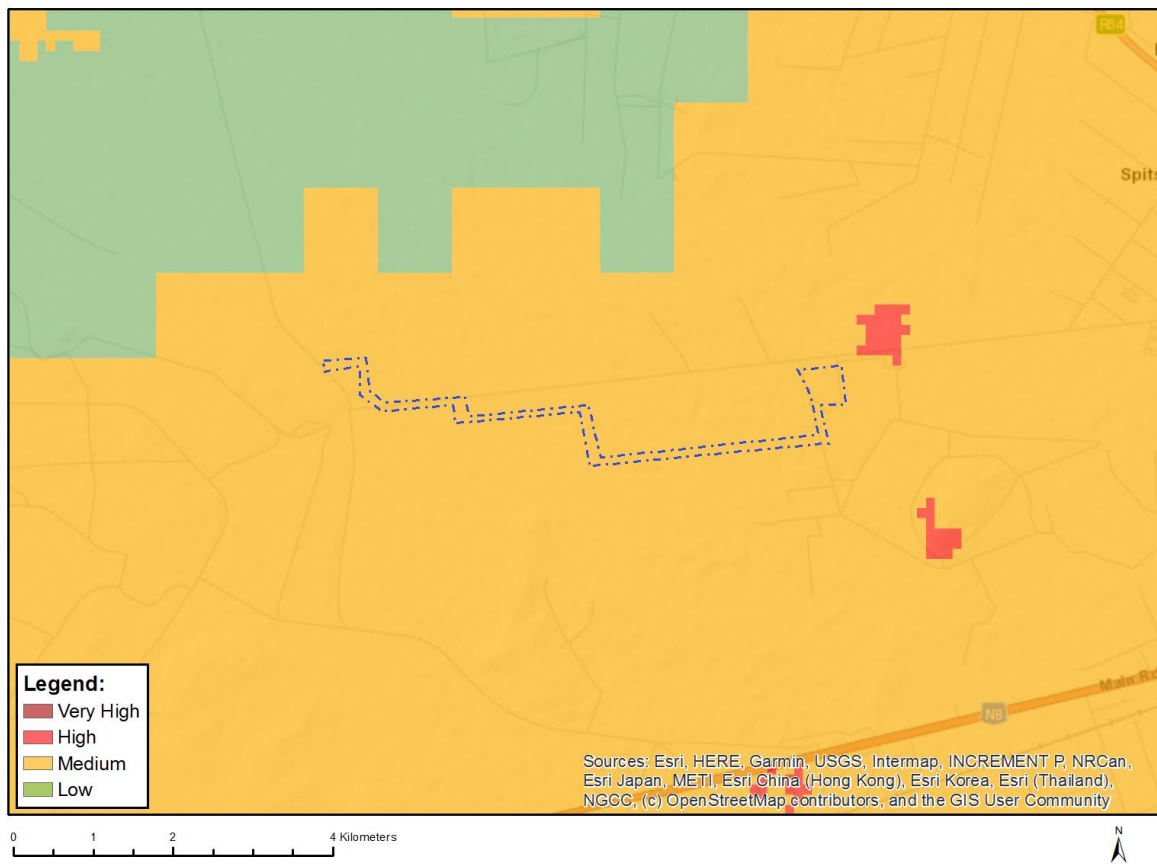 R64
Spits
Main Rd
N8
Legend:
Very High
High
Medium
Low
Sources: Esri, HERE, Garmin, USGS, Intermap, INCREMENT P, NRCan,
Esri Japan, METI, Esri China (Hong Kong), Esri Korea, Esri (Thailand),
NGCC, (c) OpenStreetMap contributors, and the GIS User Community
0 1 2 4 Kilometers
N